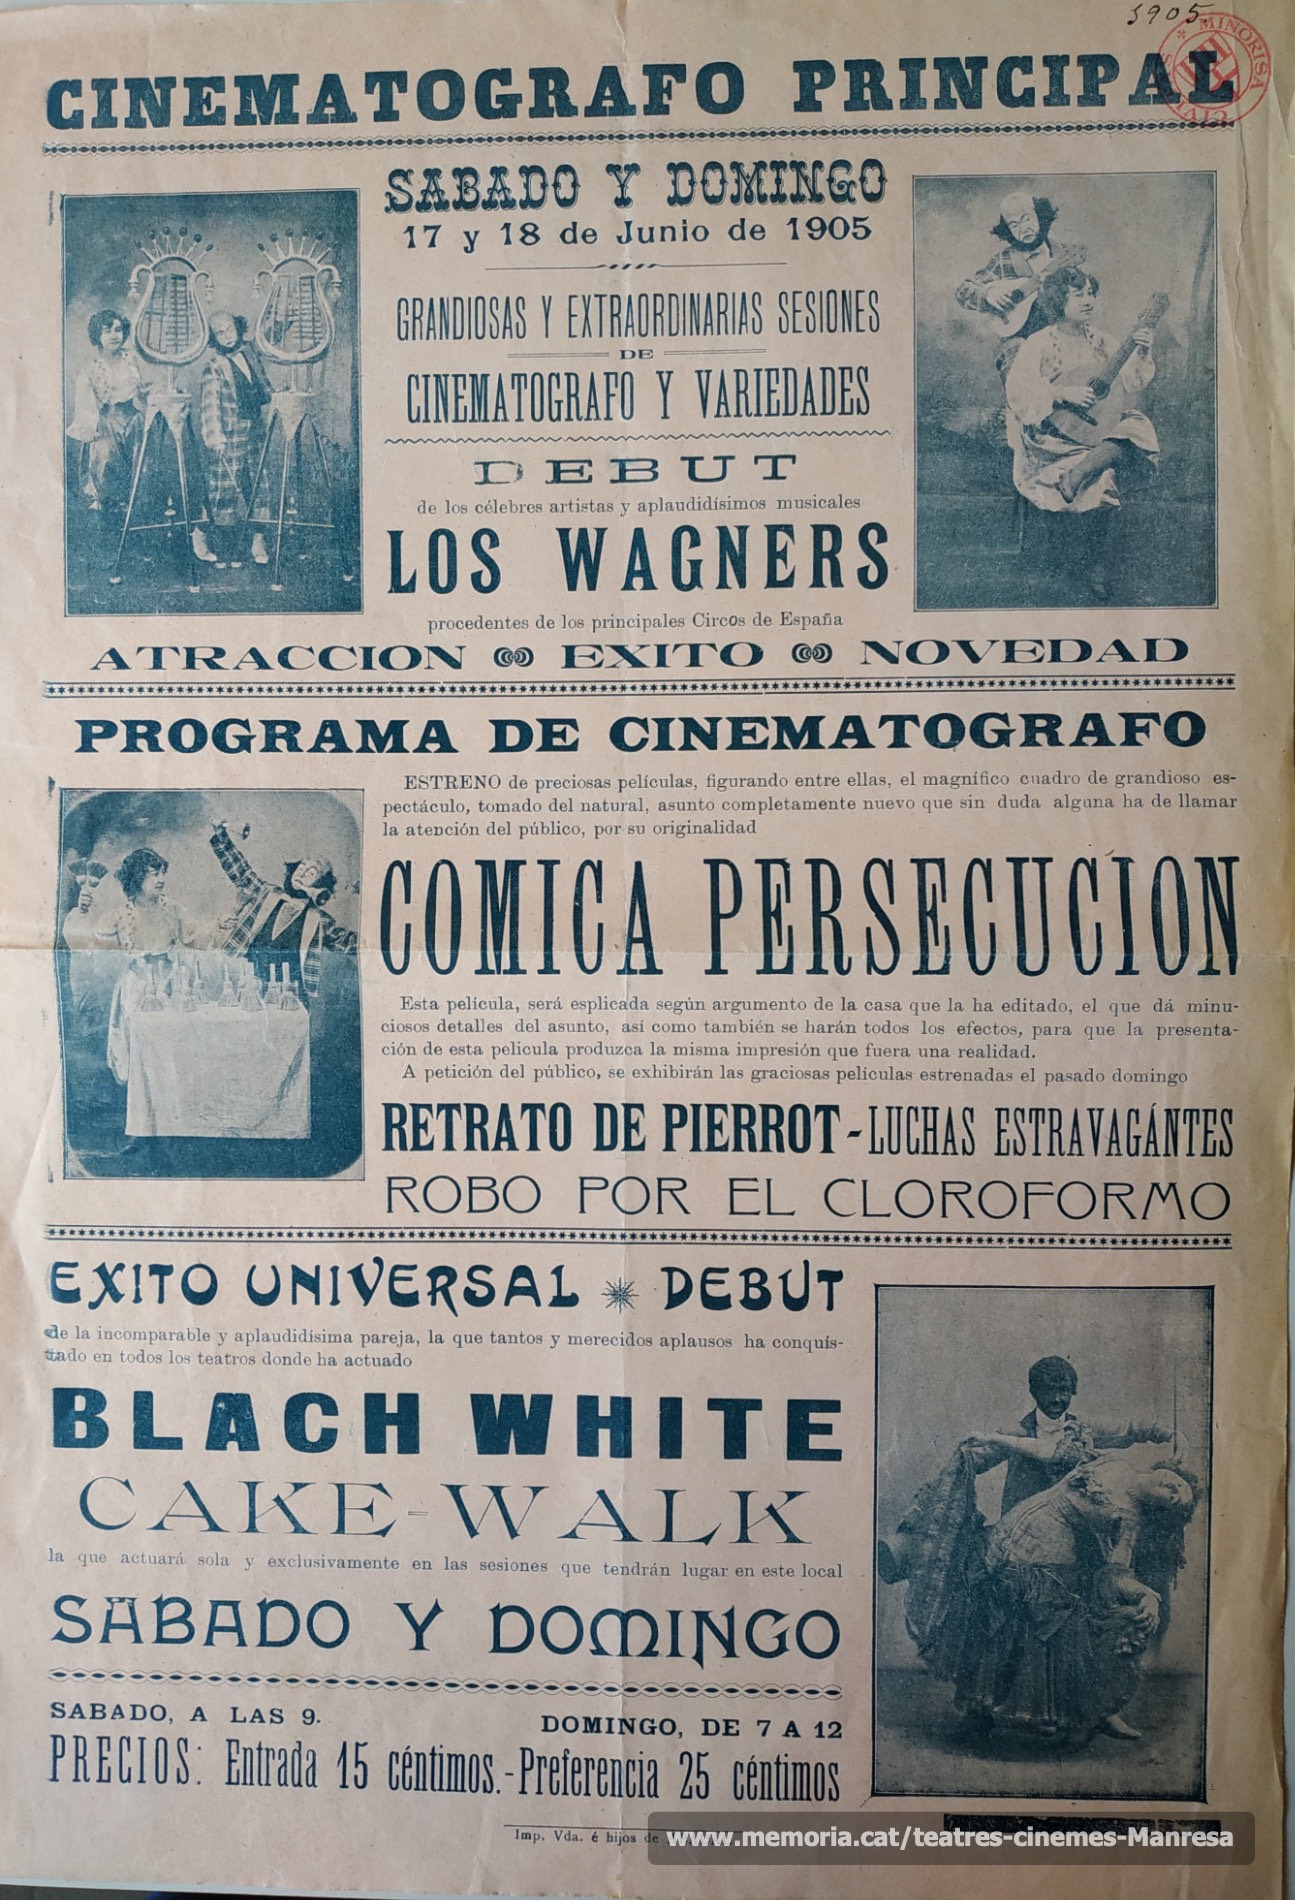 1905.
MINORISA
CIVITAS
CINEMATOGRAFO PRINCIPAL
SABADO Y DOMINGO
17 y 18 de Junio de 1905
GRANDIOSAS Y EXTRAORDINARIAS SESIONES
DE
CINEMATOGRAFO Y VARIEDADES
DEBUT
de los célebres artistas y aplaudidísimos musicales
LOS WAGNERS
procedentes de los principales Circos de España
ATRACCION EXITO NOVEDAD
PROGRAMA DE CINEMATOGRAFO
ESTRENO de preciosas películas, figurando entre ellas, el magnífico cuadro de grandioso es-
pectáculo, tomado del natural, asunto completamente nuevo que sin duda alguna ha de llamar
la atención del público, por su originalidad
COMICA PERSECUCION
Esta película, será esplicada según argumento de la casa que la ha editado, el que dá minu-
ciosos detalles del asunto, así como también se harán todos los efectos, para que la presenta-
ción de esta pelicula produzca la misma impresión que fuera una realidad.
A petición del público, se exhibirán las graciosas películas estrenadas el pasado domingo
RETRATO DE PIERROT - LUCHAS ESTRAVAGÁNTES
ROBO POR EL CLOROFORMO
EXITO UNIVERSAL DEBUT
de la incomparable y aplaudidísima pareja, la que tantos y merecidos aplausos ha conquis-
tado en todos los teatros donde ha actuado
BLACH WHITE
CAKE-WALK
la que actuará sola y exclusivamente en las sesiones que tendrán lugar en este local
SABADO Y DOMINGO
SABADO, A LAS 9.
DOMINGO, DE 7 A 12
PRECIOS: Entrada 15 céntimos.-Preferencia 25 céntimos
Imp. Vda. é hijos de
www.memoria.cat/teatres-cinemes-Manresa